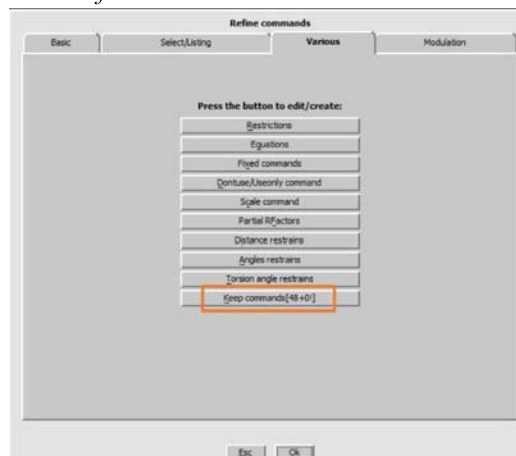 Refine commands
Basic Select/Listing Various Modulation
Press the button to edit/create:
Restrictions
Equations
Fixed commands
Dontuse/Useonly command
Scale command
Partial RFactors
Distance restrains
Angles restrains
Torsion angle restrains
Keep commands[48+0!]
Esc Ok